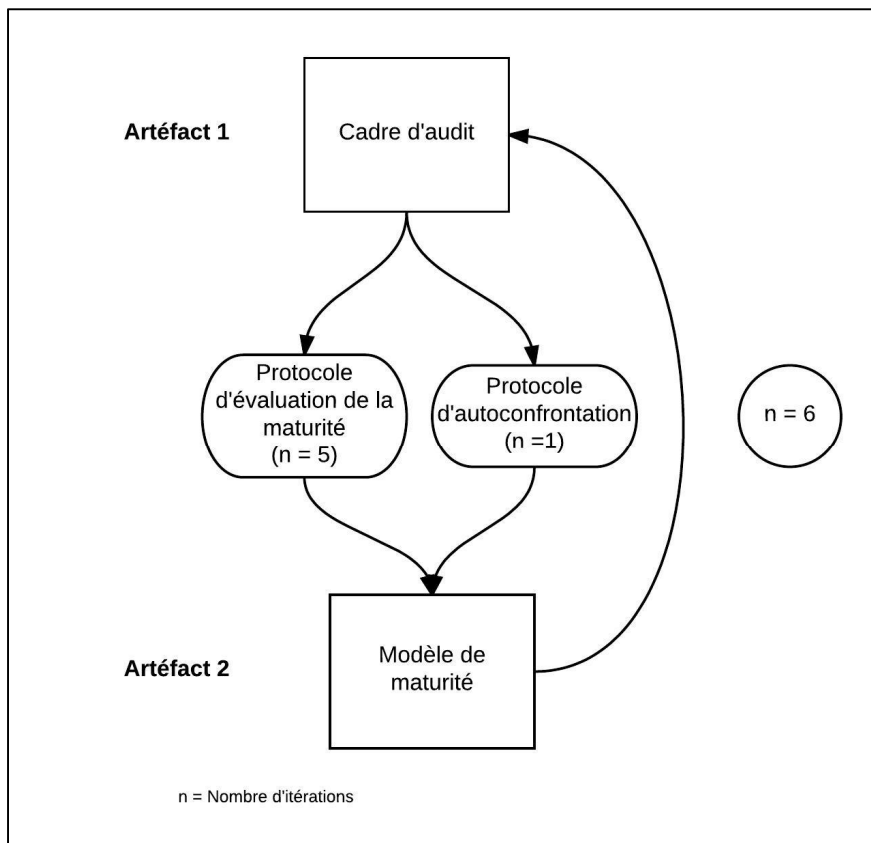 Artéfact 1
Cadre d'audit
Protocole
d'évaluation de la
maturité
(n = 5)
Protocole
d'autoconfrontation
(n =1)
n = 6
Artéfact 2
Modèle de
maturité
n = Nombre d'itérations